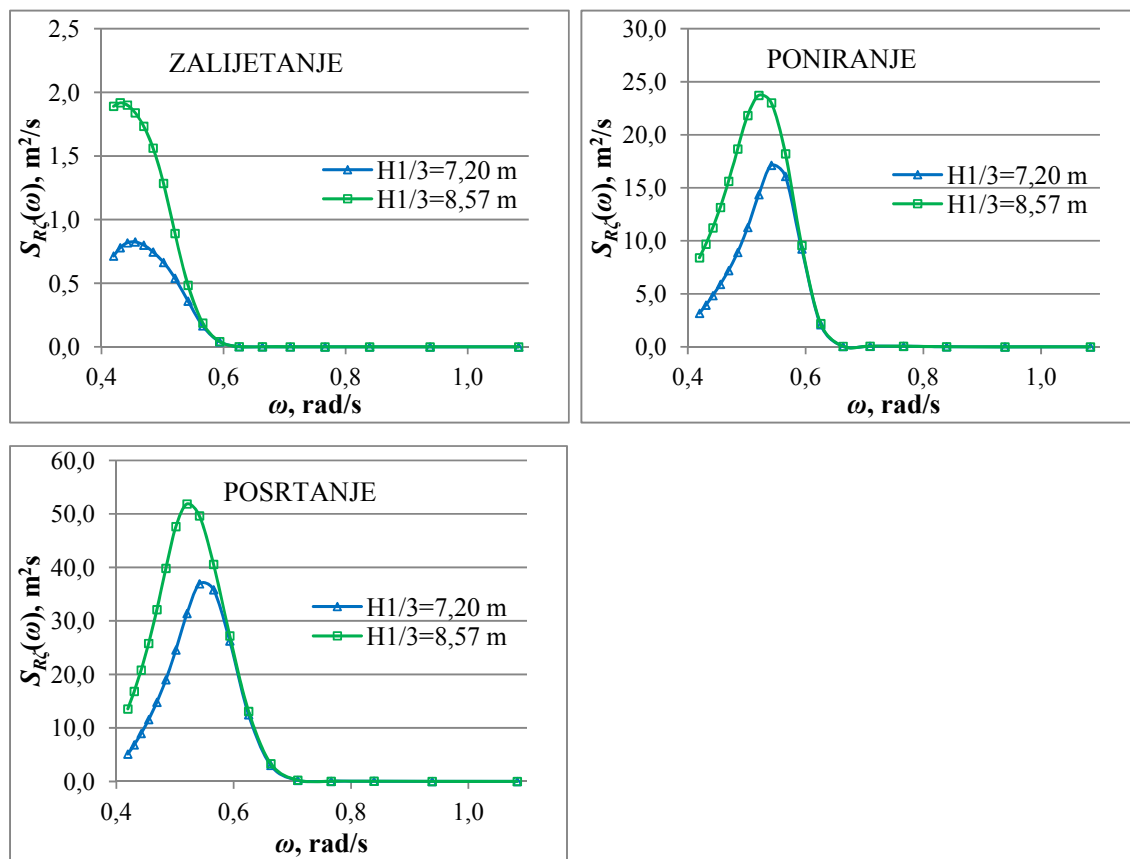 ZALIJETANJE
S_Rζ(ω), m²/s
2,5
2,0
1,5
1,0
0,5
0,0
H1/3=7,20 m
H1/3=8,57 m
0,4 0,6 0,8 1,0
ω, rad/s
PONIRANJE
S_Rζ(ω), m²/s
30,0
25,0
20,0
15,0
10,0
5,0
0,0
H1/3=7,20 m
H1/3=8,57 m
0,4 0,6 0,8 1,0
ω, rad/s
POSRTANJE
S_Rζ(ω), m²s
60,0
50,0
40,0
30,0
20,0
10,0
0,0
H1/3=7,20 m
H1/3=8,57 m
0,4 0,6 0,8 1,0
ω, rad/s